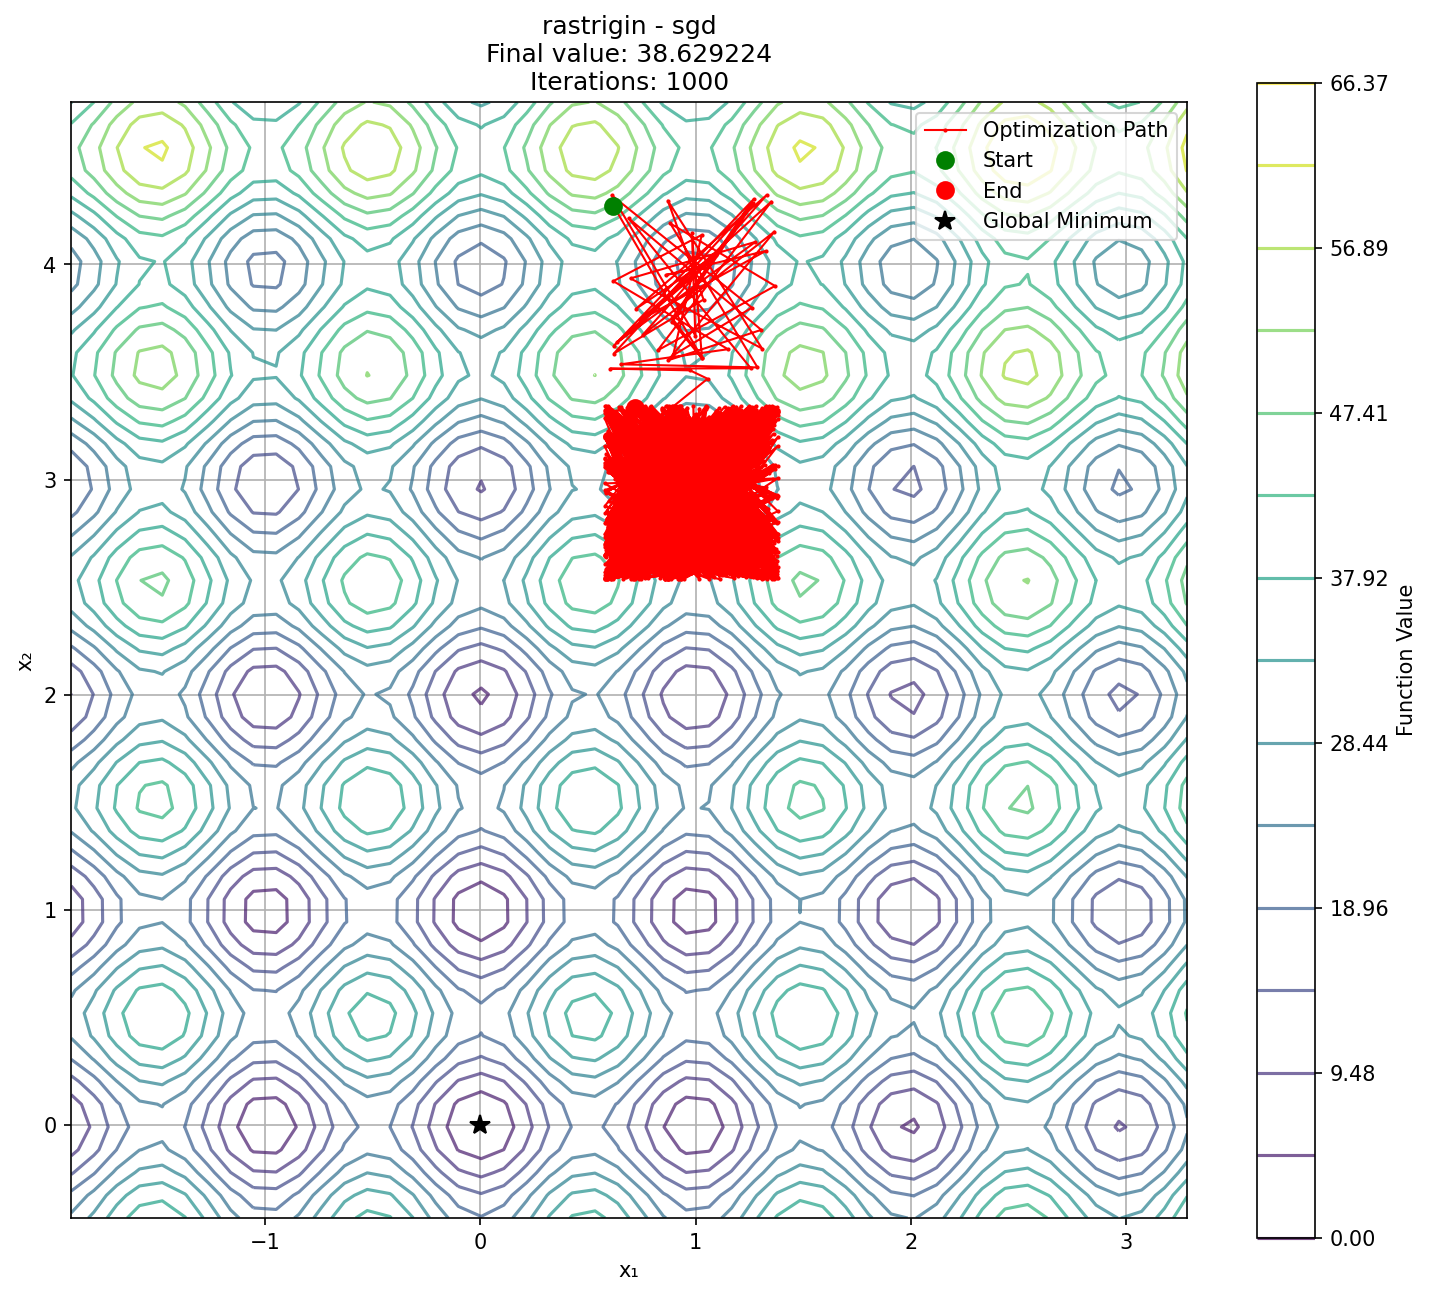 rastrigin - sgd
Final value: 38.629224
Iterations: 1000
Optimization Path
Start
End
Global Minimum
4
3
2
1
0
−1
0
1
2
3
x₁
x₂
66.37
56.89
47.41
37.92
28.44
18.96
9.48
0.00
Function Value